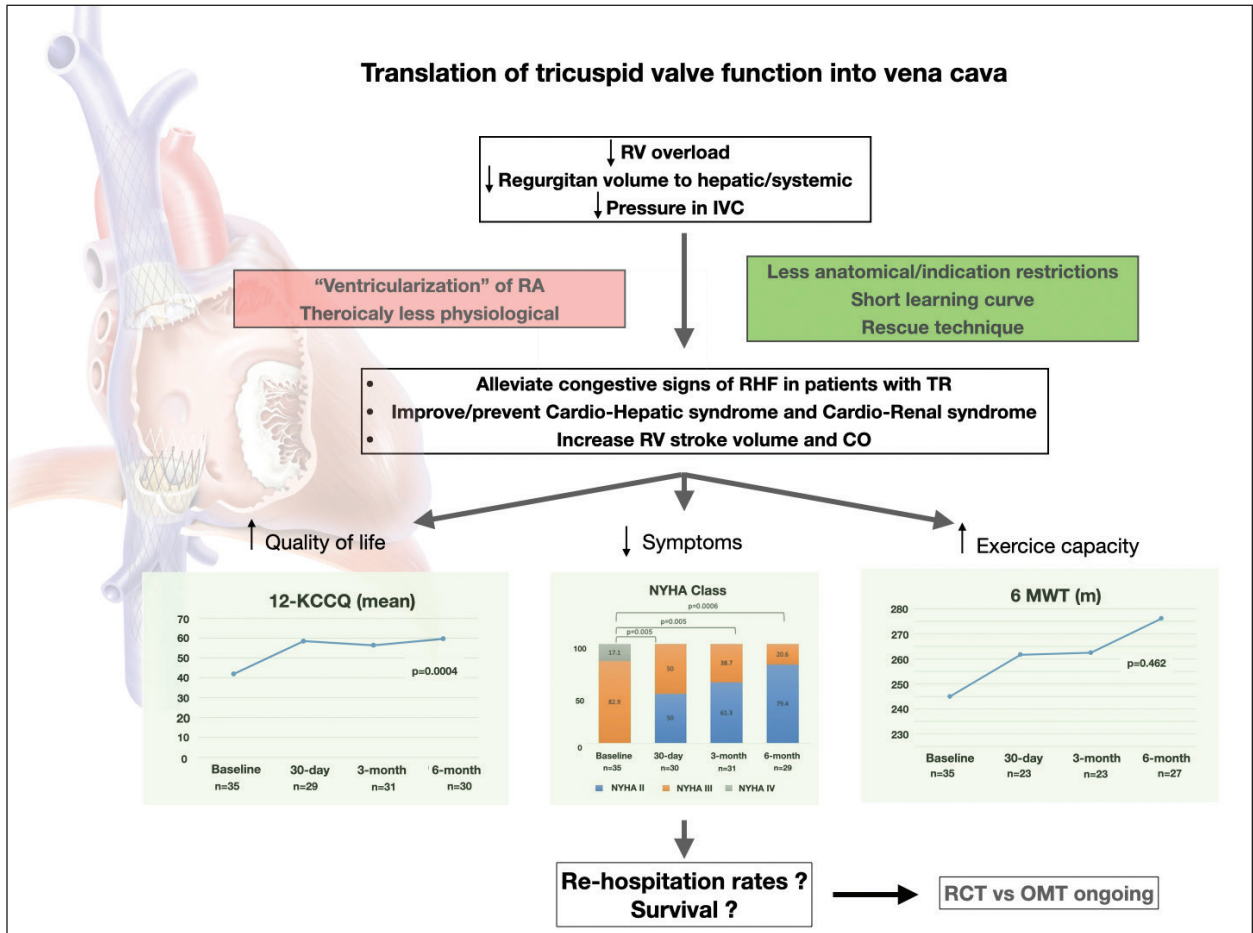 Translation of tricuspid valve function into vena cava
↓ RV overload
↓ Regurgitan volume to hepatic/systemic
↓ Pressure in IVC
“Ventricularization” of RA
Theroicaly less physiological
Less anatomical/indication restrictions
Short learning curve
Rescue technique
• Alleviate congestive signs of RHF in patients with TR
• Improve/prevent Cardio-Hepatic syndrome and Cardio-Renal syndrome
• Increase RV stroke volume and CO
↑ Quality of life
↓ Symptoms
↑ Exercice capacity
12-KCCQ (mean)
70
60
50
40
30
20
10
0
p=0.0004
Baseline 30-day 3-month 6-month
n=35 n=29 n=31 n=30
NYHA Class
p=0.0006
p=0.005
p=0.005
100
50
0
17.1
82.9
50
50
38.7
61.3
20.6
79.4
Baseline 30-day 3-month 6-month
n=35 n=30 n=31 n=29
NYHA II NYHA III NYHA IV
6 MWT (m)
280
265
270
260
250
245
240
230
p=0.462
Baseline 30-day 3-month 6-month
n=35 n=23 n=23 n=27
Re-hospitation rates ?
Survival ?
RCT vs OMT ongoing